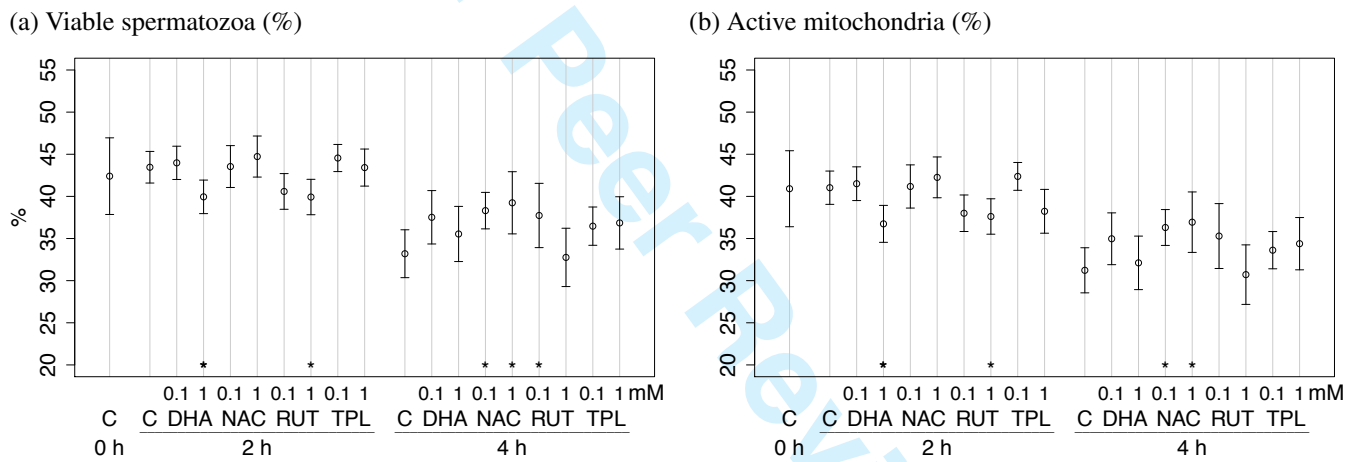 (a) Viable spermatozoa (%)
%
55
50
45
40
35
30
25
20
* * * * *
0.1 1 0.1 1 0.1 1 0.1 1 0.1 1 0.1 1 0.1 1 0.1 1 mM
C C DHA NAC RUT TPL C DHA NAC RUT TPL
0 h 2 h 4 h
(b) Active mitochondria (%)
55
50
45
40
35
30
25
20
* * * *
0.1 1 0.1 1 0.1 1 0.1 1 0.1 1 0.1 1 0.1 1 0.1 1 mM
C C DHA NAC RUT TPL C DHA NAC RUT TPL
0 h 2 h 4 h
Peer Rev